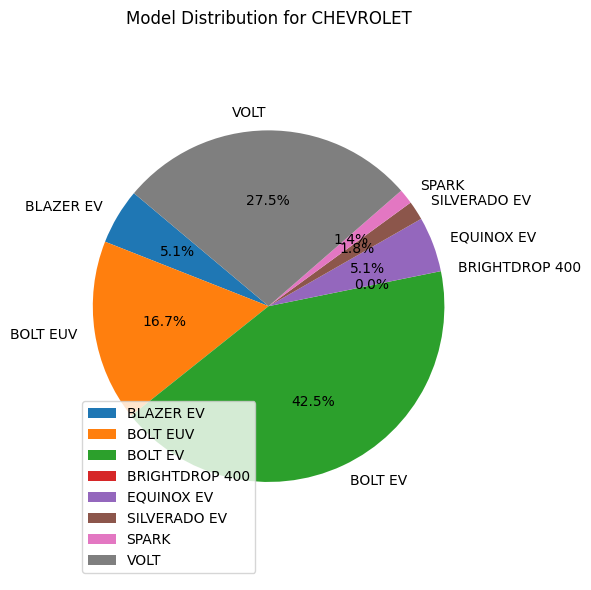 Model Distribution for CHEVROLET
VOLT
27.5%
SPARK
1.4%
SILVERADO EV
1.8%
BLAZER EV
5.1%
EQUINOX EV
5.1%
BRIGHTDROP 400
0.0%
BOLT EUV
16.7%
42.5%
BOLT EV
BLAZER EV
BOLT EUV
BOLT EV
BRIGHTDROP 400
EQUINOX EV
SILVERADO EV
SPARK
VOLT